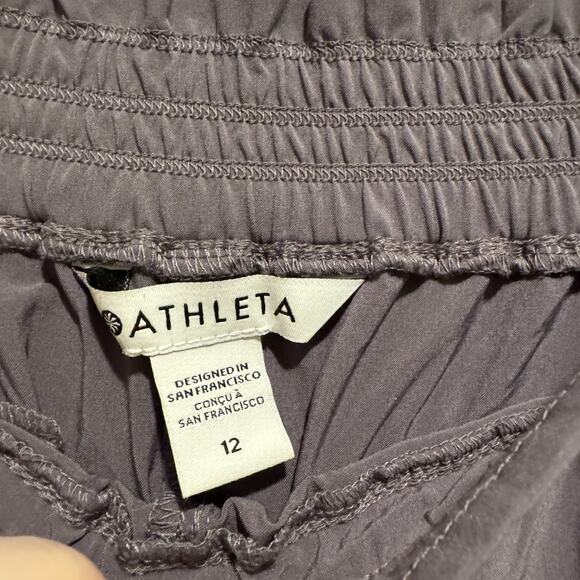 ATHLETA
DESIGNED IN
SAN FRANCISCO
CONÇU À
SAN FRANCISCO
12